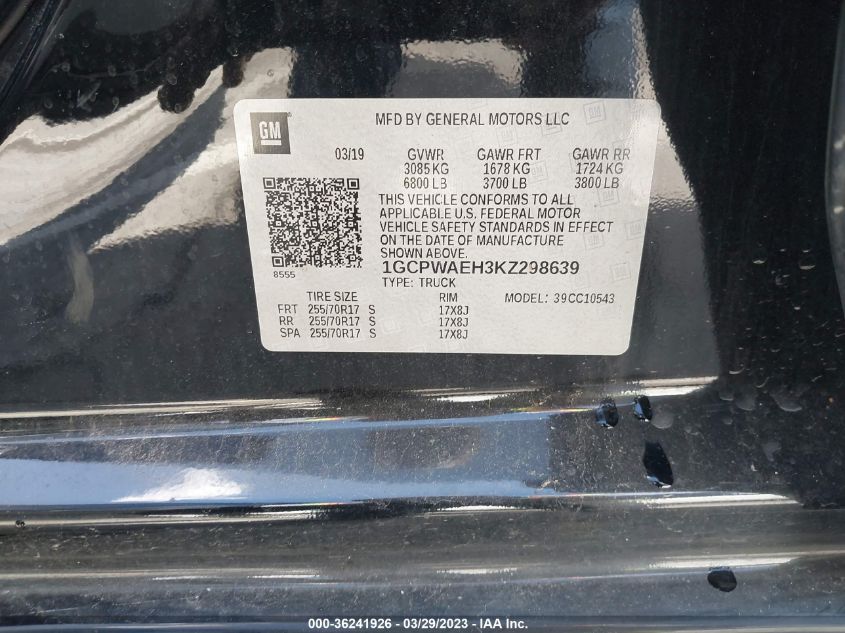 GM
MFD BY GENERAL MOTORS LLC
03/19 GVWR GAWR FRT GAWR RR
3085 KG 1678 KG 1724 KG
6800 LB 3700 LB 3800 LB
THIS VEHICLE CONFORMS TO ALL
APPLICABLE U.S. FEDERAL MOTOR
VEHICLE SAFETY STANDARDS IN EFFECT
ON THE DATE OF MANUFACTURE
SHOWN ABOVE.
8555
1GCPWAEH3KZ298639
TYPE: TRUCK
TIRE SIZE RIM MODEL: 39CC10543
FRT 255/70R17 S 17X8J
RR 255/70R17 S 17X8J
SPA 255/70R17 S 17X8J
000-36241926 - 03/29/2023 - IAA Inc.